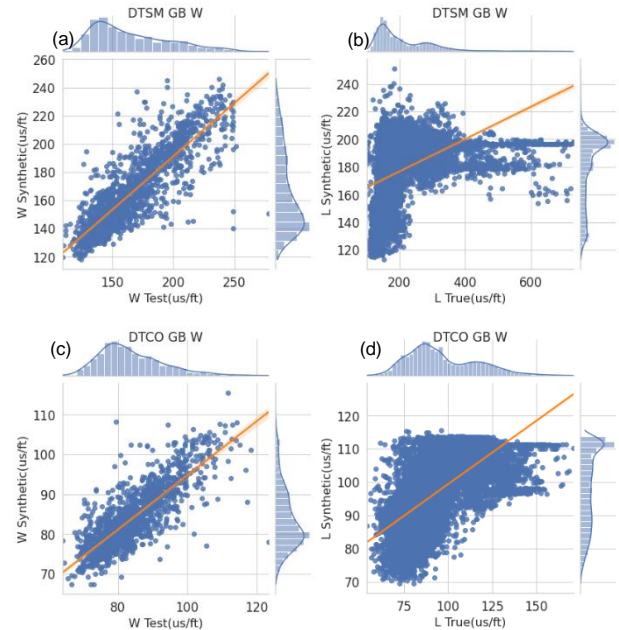 DTSM GB W
(a)
260
240
220
200
180
160
140
120
W Synthetic(us/ft)
150
200
250
W Test(us/ft)
DTSM GB W
(b)
260
240
220
200
180
160
140
120
L Synthetic(us/ft)
200
400
600
L True(us/ft)
DTCO GB W
(c)
110
100
90
80
70
W Synthetic(us/ft)
80
100
120
W Test(us/ft)
DTCO GB W
(d)
120
110
100
90
80
70
L Synthetic(us/ft)
75
100
125
150
L True(us/ft)